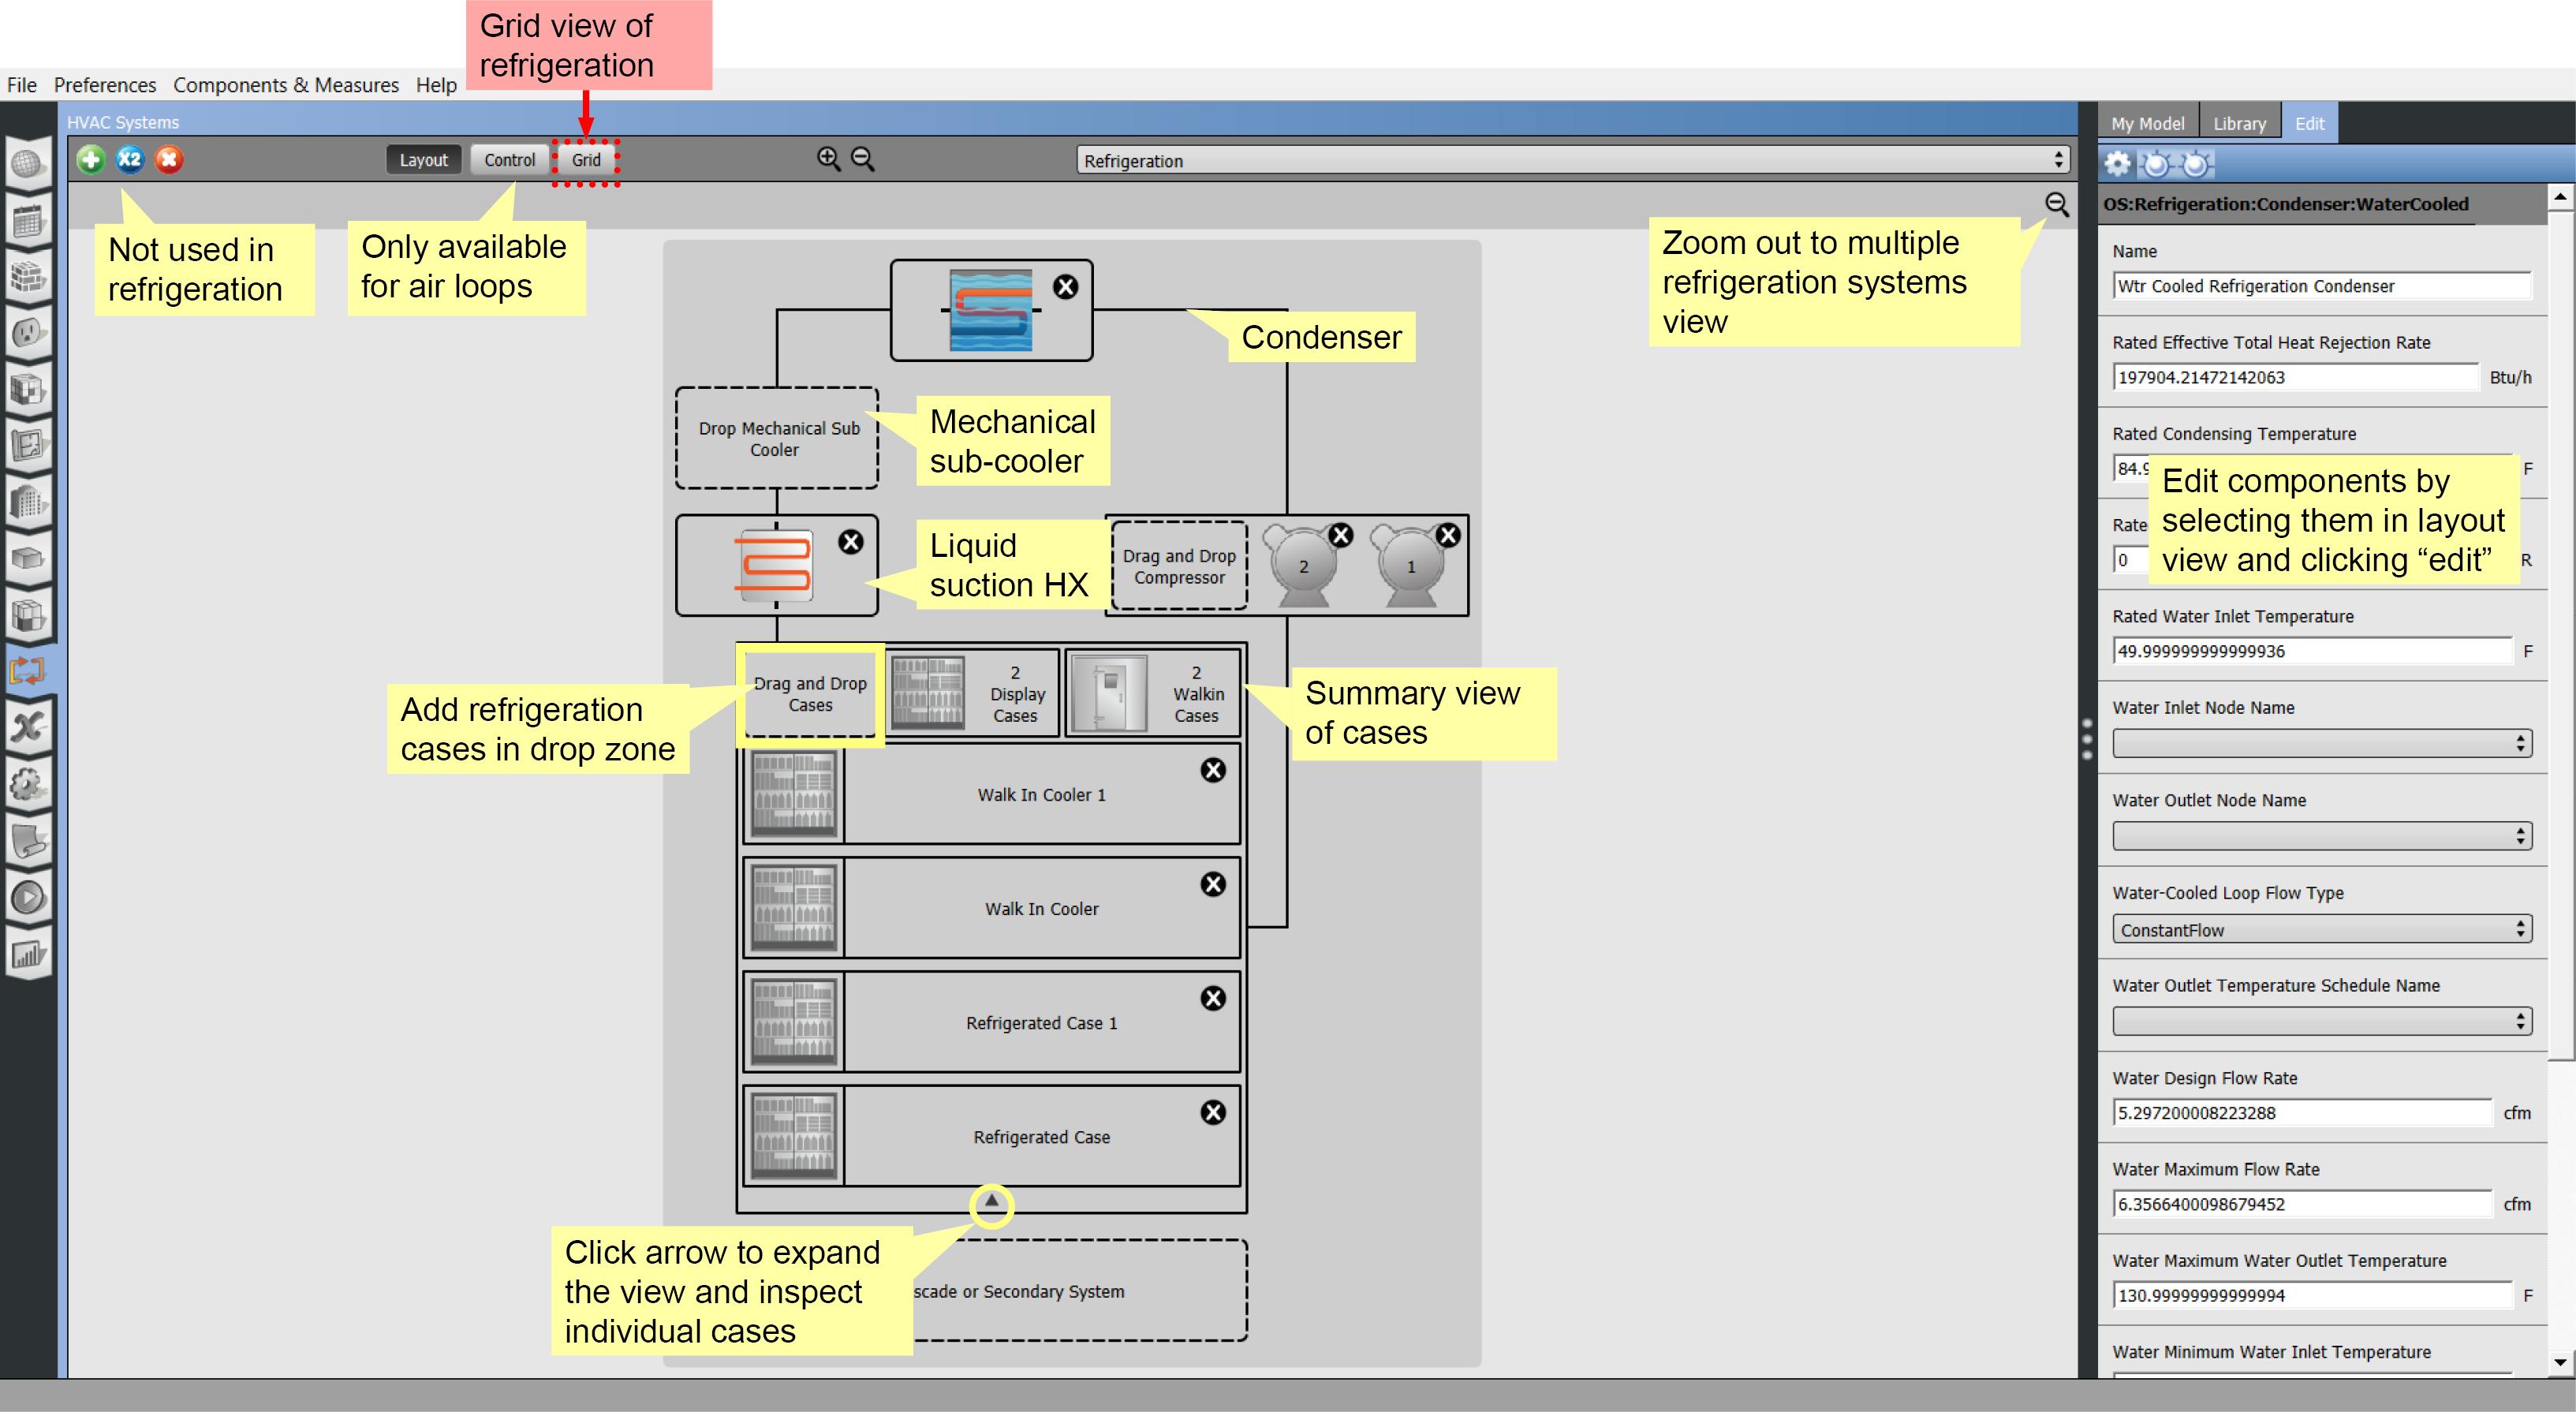 Grid view of
refrigeration
File Preferences Components & Measures Help
HVAC Systems
My Model Library Edit
X2
Layout Control Grid
Refrigeration
OS:Refrigeration:Condenser:WaterCooled
Not used in
refrigeration
Only available
for air loops
Zoom out to multiple
refrigeration systems
view
Condenser
Drop Mechanical Sub
Cooler
Mechanical
sub-cooler
Liquid
suction HX
Drag and Drop
Compressor
2
1
Drag and Drop
Cases
2
Display
Cases
2
Walkin
Cases
Add refrigeration
cases in drop zone
Summary view
of cases
Walk In Cooler 1
Walk In Cooler
Refrigerated Case 1
Refrigerated Case
Click arrow to expand
the view and inspect
individual cases
scade or Secondary System
Name
Wtr Cooled Refrigeration Condenser
Rated Effective Total Heat Rejection Rate
197904.21472142063 Btu/h
Rated Condensing Temperature
84.9 F
Edit components by
selecting them in layout
view and clicking “edit”
Rate
0 R
Rated Water Inlet Temperature
49.999999999999936 F
Water Inlet Node Name
Water Outlet Node Name
Water-Cooled Loop Flow Type
ConstantFlow
Water Outlet Temperature Schedule Name
Water Design Flow Rate
5.297200008223288 cfm
Water Maximum Flow Rate
6.3566400098679452 cfm
Water Maximum Water Outlet Temperature
130.99999999999994 F
Water Minimum Water Inlet Temperature